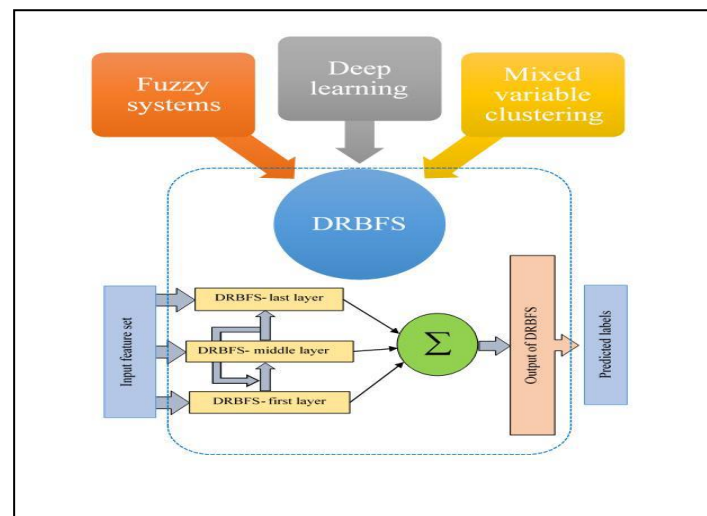 Fuzzy
systems
Deep
learning
Mixed
variable
clustering
DRBFS
Input feature set
DRBFS- last layer
DRBFS- middle layer
DRBFS- first layer
Σ
Output of DRBFS
Predicted labels